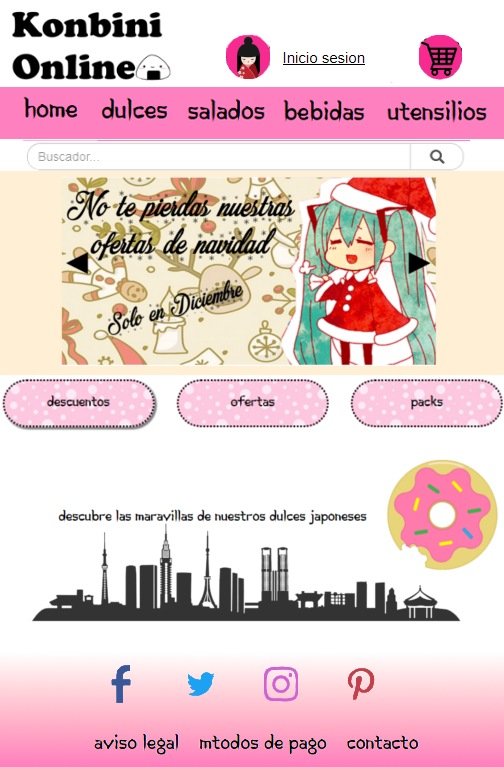 Konbini
Online
Inicio sesion
home dulces salados bebidas utensilios
Buscador...
No te pierdas nuestras
ofertas de navidad
Solo en Diciembre
descuentos ofertas packs
descubre las maravillas de nuestros dulces japoneses
aviso legal mtodos de pago contacto